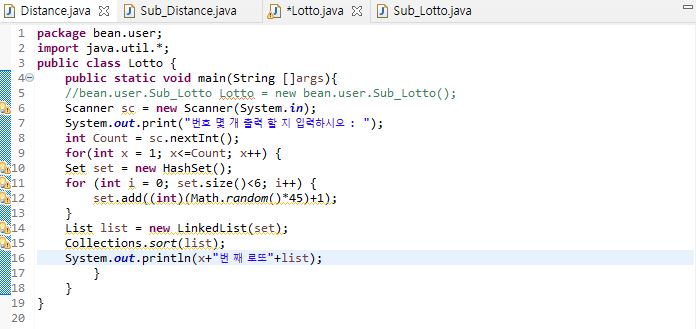 Distance.java Sub_Distance.java *Lotto.java Sub_Lotto.java
1 package bean.user;
2 import java.util.*;
3 public class Lotto {
4 public static void main(String []args){
5 //bean.user.Sub_Lotto Lotto = new bean.user.Sub_Lotto();
6 Scanner sc = new Scanner(System.in);
7 System.out.print("번호 몇 개 출력 할 지 입력하시오 : ");
8 int Count = sc.nextInt();
9 for(int x = 1; x<=Count; x++) {
10 Set set = new HashSet();
11 for (int i = 0; set.size()<6; i++) {
12 set.add((int)(Math.random()*45)+1);
13 }
14 List list = new LinkedList(set);
15 Collections.sort(list);
16 System.out.println(x+"번 째 로또"+list);
17 }
18 }
19 }
20